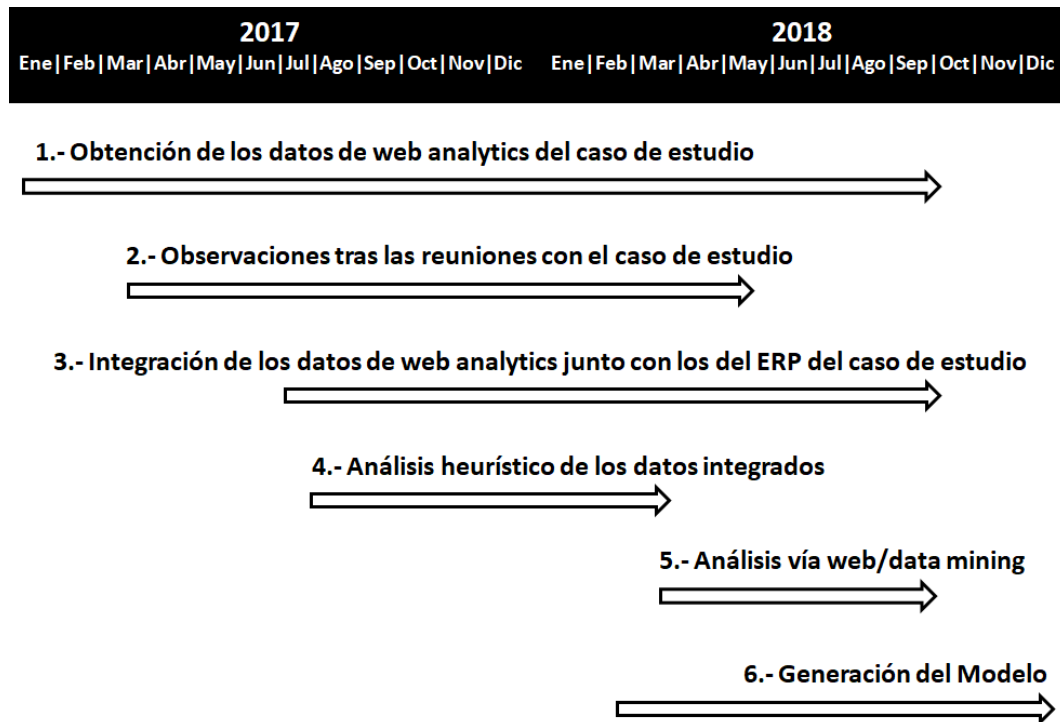 2017 2018
Ene|Feb|Mar|Abr|May|Jun|Jul|Ago|Sep|Oct|Nov|Dic Ene|Feb|Mar|Abr|May|Jun|Jul|Ago|Sep|Oct|Nov|Dic
1.- Obtención de los datos de web analytics del caso de estudio
2.- Observaciones tras las reuniones con el caso de estudio
3.- Integración de los datos de web analytics junto con los del ERP del caso de estudio
4.- Análisis heurístico de los datos integrados
5.- Análisis vía web/data mining
6.- Generación del Modelo